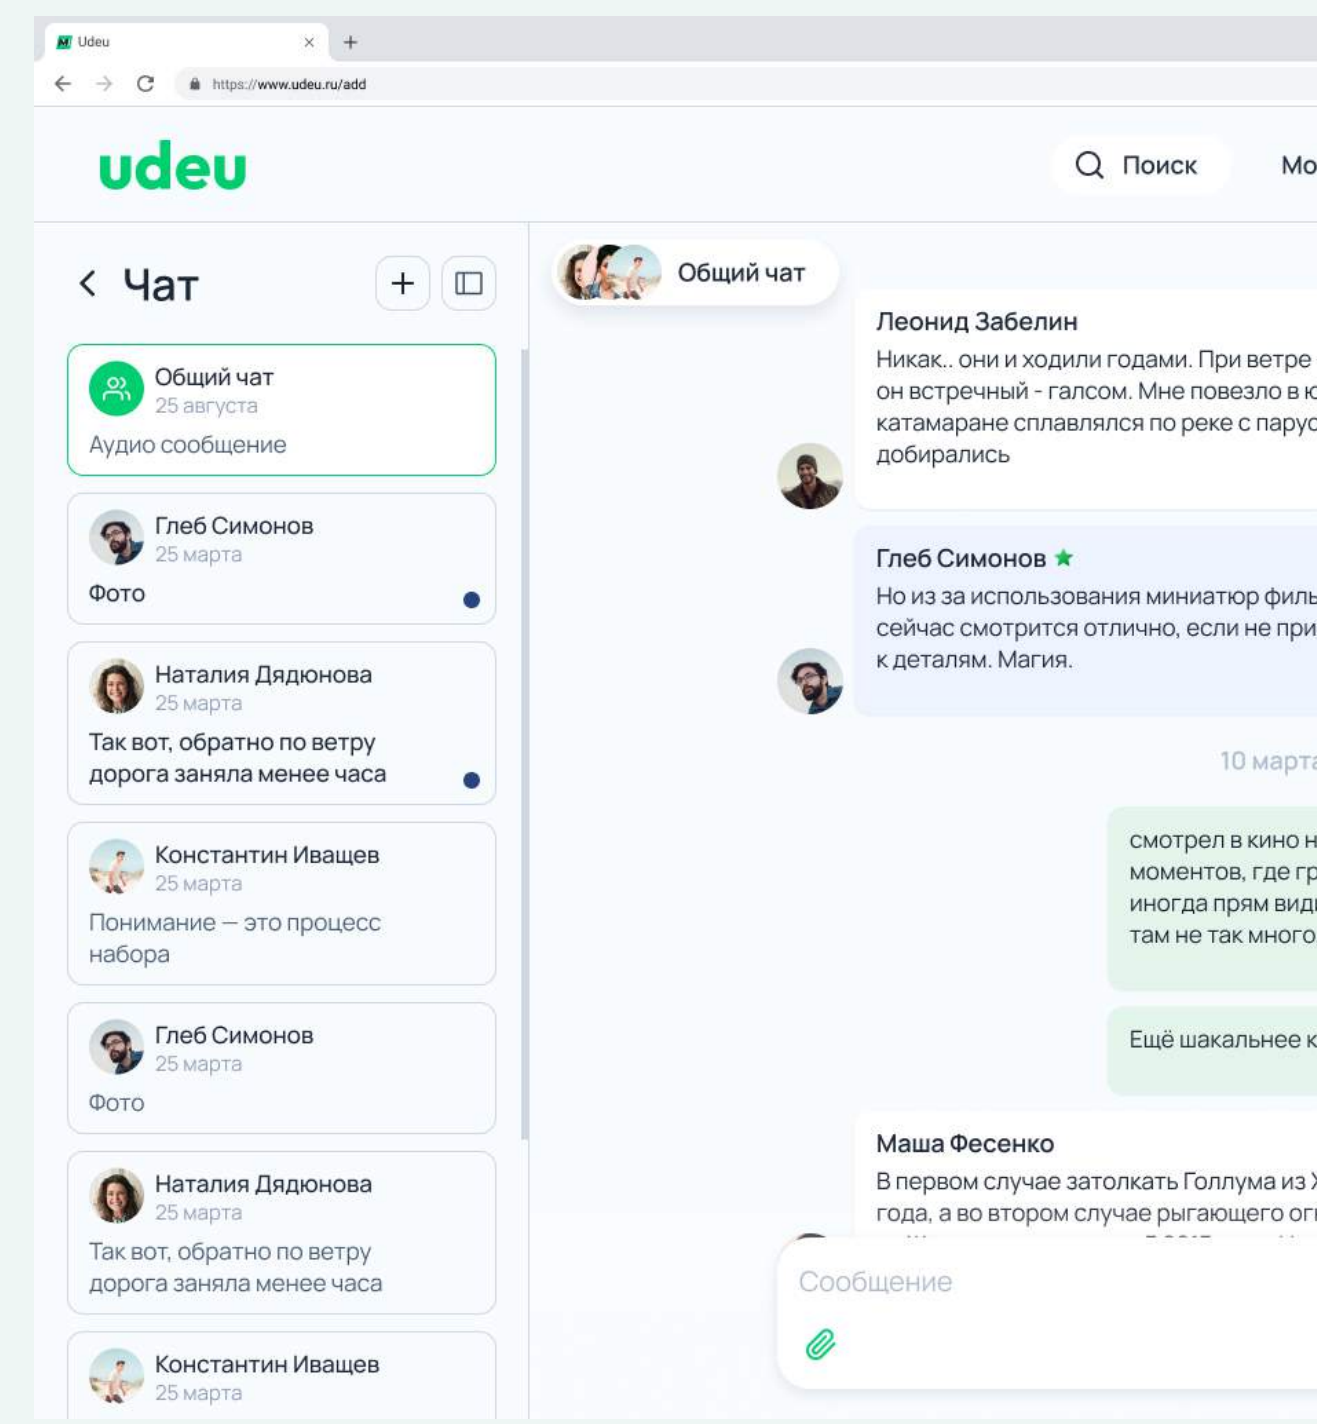 Udeu
https://www.udeu.ru/add
udeu
Поиск
Чат
Общий чат
25 августа
Аудио сообщение
Глеб Симонов
25 марта
Фото
Наталия Дядюнова
25 марта
Так вот, обратно по ветру
дорога заняла менее часа
Константин Иващев
25 марта
Понимание — это процесс
набора
Глеб Симонов
25 марта
Фото
Наталия Дядюнова
25 марта
Так вот, обратно по ветру
дорога заняла менее часа
Константин Иващев
25 марта
Общий чат
Леонид Забелин
Никак.. они и ходили годами. При ветре
он встречный - галсом. Мне повезло в
катамаране сплавлялся по реке с
добирались
Глеб Симонов
Но из за использования миниатюр
сейчас смотрится отлично, если не
к деталям. Магия.
10 марта
смотрел в кино
моментов, где
иногда прям
там не так много
Ещё шакальнее
Маша Фесенко
В первом случае затолкать Голлума из
года, а во втором случае рыгающего
Сообщение